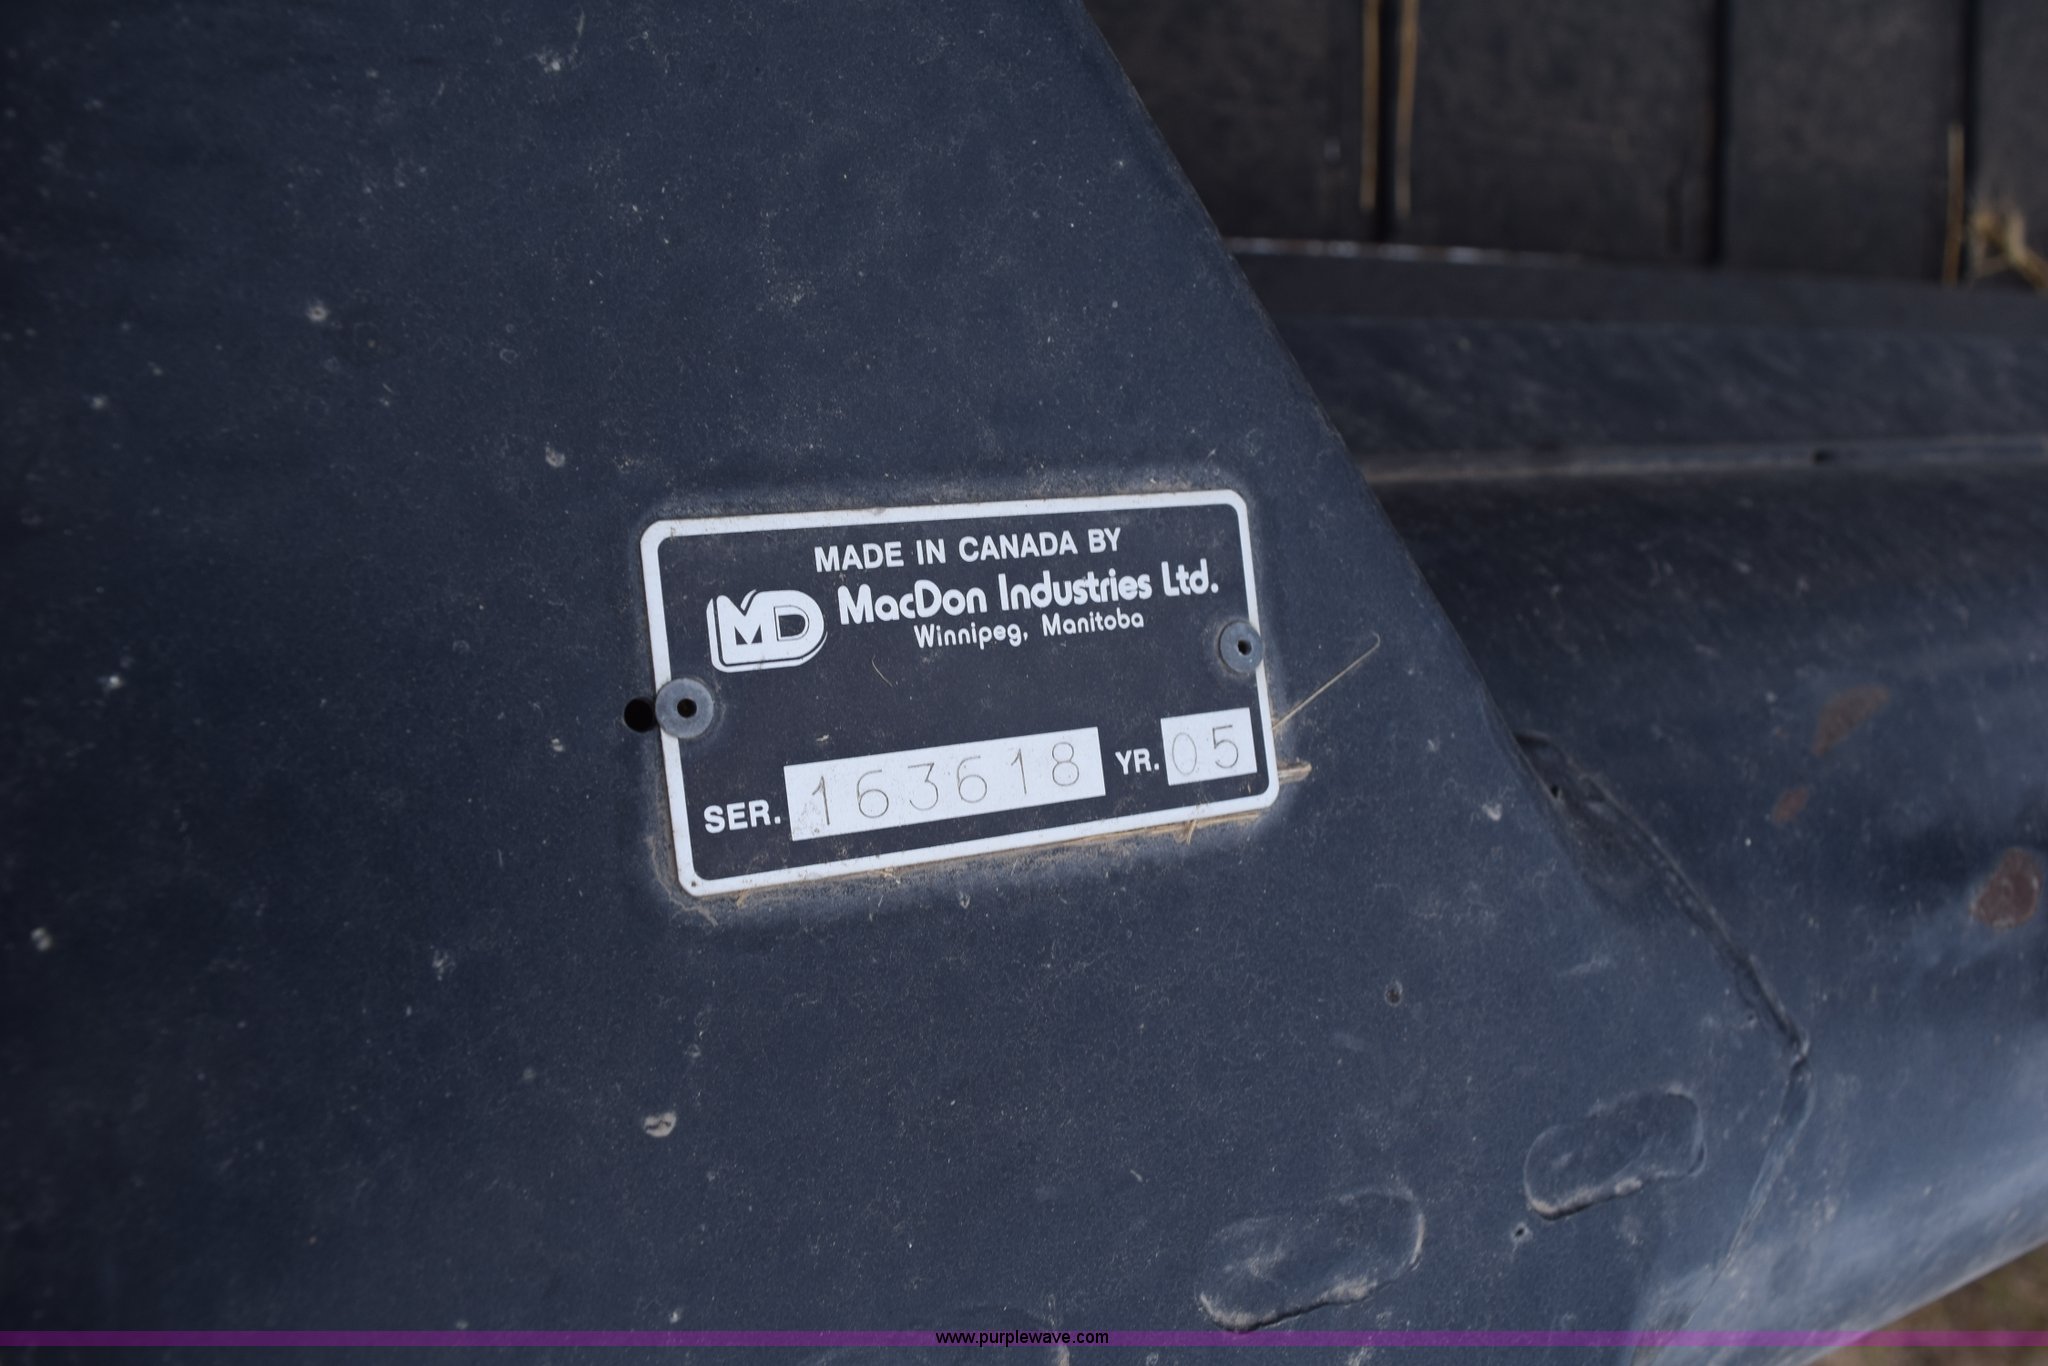 MADE IN CANADA BY
MD MacDon Industries Ltd.
Winnipeg, Manitoba
SER. 163618 YR. 05
www.purplewave.com